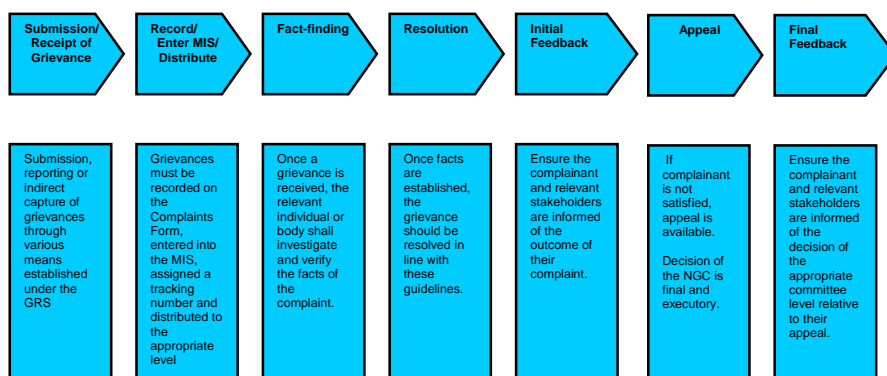 Submission/
Receipt of
Grievance
Record/
Enter MIS/
Distribute
Fact-finding
Resolution
Initial
Feedback
Appeal
Final
Feedback
Submission,
reporting or
indirect
capture of
grievances
through
various
means
established
under the
GRS
Grievances
must be
recorded on
the
Complaints
Form,
entered into
the MIS,
assigned a
tracking
number and
distributed to
the
appropriate
level
Once a
grievance is
received, the
relevant
individual or
body shall
investigate
and verify
the facts of
the
complaint.
Once facts
are
established,
the
grievance
should be
resolved in
line with
these
guidelines.
Ensure the
complainant
and relevant
stakeholders
are informed
of the
outcome of
their
complaint.
If
complainant
is not
satisfied,
appeal is
available.
Decision of
the NGC is
final and
executory.
Ensure the
complainant
and relevant
stakeholders
are informed
of the
decision of
the
appropriate
committee
level relative
to their
appeal.